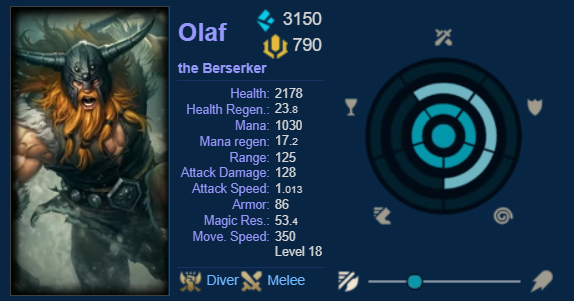 Olaf
3150
790
the Berserker
Health: 2178
Health Regen.: 23.8
Mana: 1030
Mana regen: 17.2
Range: 125
Attack Damage: 128
Attack Speed: 1.013
Armor: 86
Magic Res.: 53.4
Move. Speed: 350
Level 18
Diver Melee